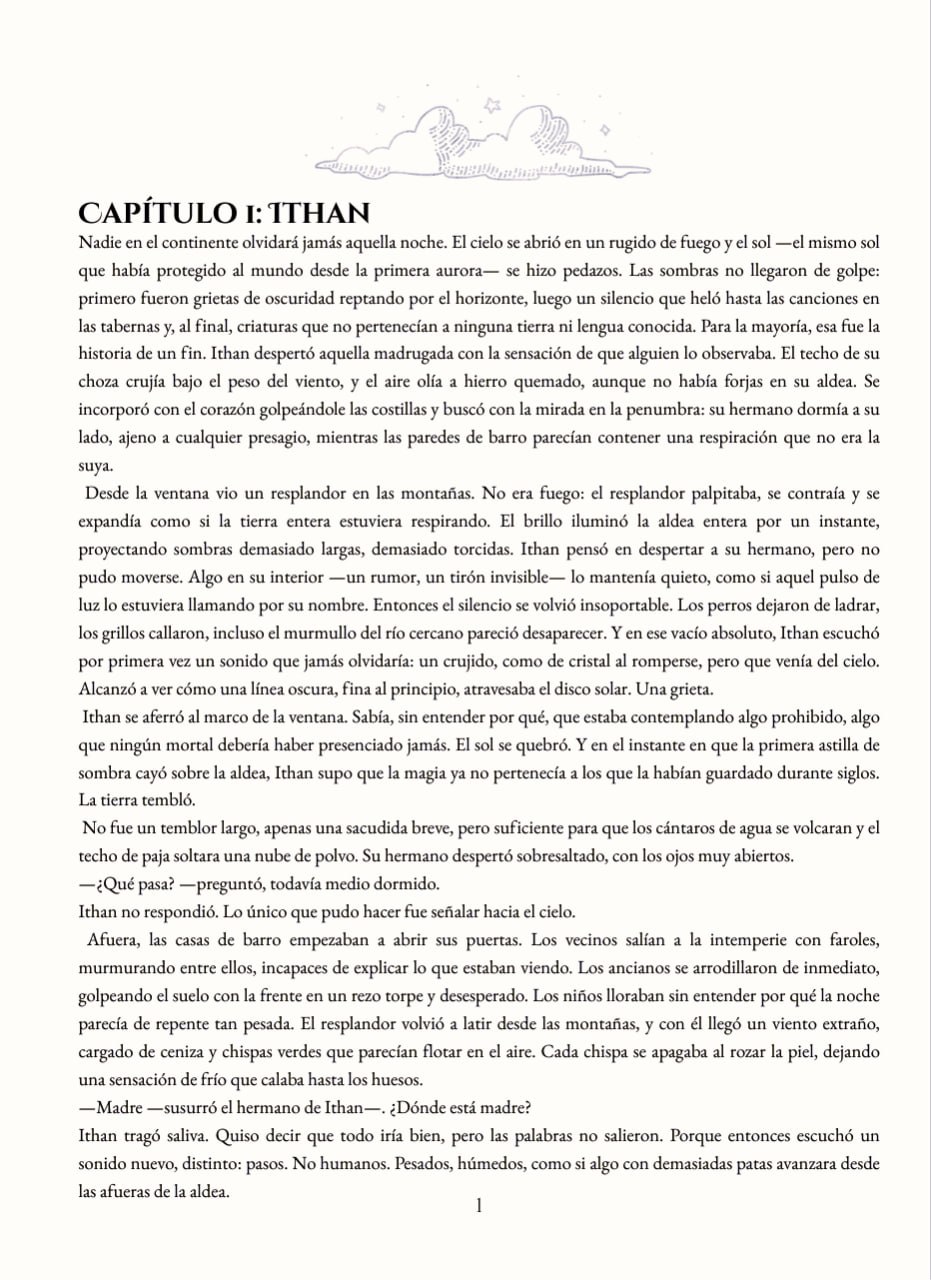 CAPÍTULO 1: ITHAN
Nadie en el continente olvidará jamás aquella noche. El cielo se abrió en un rugido de fuego y el sol —el mismo sol
que había protegido al mundo desde la primera aurora— se hizo pedazos. Las sombras no llegaron de golpe:
primero fueron grietas de oscuridad reptando por el horizonte, luego un silencio que heló hasta las canciones en
las tabernas y, al final, criaturas que no pertenecían a ninguna tierra ni lengua conocida. Para la mayoría, esa fue la
historia de un fin. Ithan despertó aquella madrugada con la sensación de que alguien lo observaba. El techo de su
choza crujía bajo el peso del viento, y el aire olía a hierro quemado, aunque no había forjas en su aldea. Se
incorporó con el corazón golpeándole las costillas y buscó con la mirada en la penumbra: su hermano dormía a su
lado, ajeno a cualquier presagio, mientras las paredes de barro parecían contener una respiración que no era la
suya.
Desde la ventana vio un resplandor en las montañas. No era fuego: el resplandor palpitaba, se contraía y se
expandía como si la tierra entera estuviera respirando. El brillo iluminó la aldea entera por un instante,
proyectando sombras demasiado largas, demasiado torcidas. Ithan pensó en despertar a su hermano, pero no
pudo moverse. Algo en su interior —un rumor, un tirón invisible— lo mantenía quieto, como si aquel pulso de
luz lo estuviera llamando por su nombre. Entonces el silencio se volvió insoportable. Los perros dejaron de ladrar,
los grillos callaron, incluso el murmullo del río cercano pareció desaparecer. Y en ese vacío absoluto, Ithan escuchó
por primera vez un sonido que jamás olvidaría: un crujido, como de cristal al romperse, pero que venía del cielo.
Alcanzó a ver cómo una línea oscura, fina al principio, atravesaba el disco solar. Una grieta.
Ithan se aferró al marco de la ventana. Sabía, sin entender por qué, que estaba contemplando algo prohibido, algo
que ningún mortal debería haber presenciado jamás. El sol se quebró. Y en el instante en que la primera astilla de
sombra cayó sobre la aldea, Ithan supo que la magia ya no pertenecía a los que la habían guardado durante siglos.
La tierra tembló.
No fue un temblor largo, apenas una sacudida breve, pero suficiente para que los cántaros de agua se volcaran y el
techo de paja soltara una nube de polvo. Su hermano despertó sobresaltado, con los ojos muy abiertos.
—¿Qué pasa? —preguntó, todavía medio dormido.
Ithan no respondió. Lo único que pudo hacer fue señalar hacia el cielo.
Afuera, las casas de barro empezaban a abrir sus puertas. Los vecinos salían a la intemperie con faroles,
murmurando entre ellos, incapaces de explicar lo que estaban viendo. Los ancianos se arrodillaron de inmediato,
golpeando el suelo con la frente en un rezo torpe y desesperado. Los niños lloraban sin entender por qué la noche
parecía de repente tan pesada. El resplandor volvió a latir desde las montañas, y con él llegó un viento extraño,
cargado de ceniza y chispas verdes que parecían flotar en el aire. Cada chispa se apagaba al rozar la piel, dejando
una sensación de frío que calaba hasta los huesos.
—Madre —susurró el hermano de Ithan—. ¿Dónde está madre?
Ithan tragó saliva. Quiso decir que todo iría bien, pero las palabras no salieron. Porque entonces escuchó un
sonido nuevo, distinto: pasos. No humanos. Pesados, húmedos, como si algo con demasiadas patas avanzara desde
las afueras de la aldea.
1